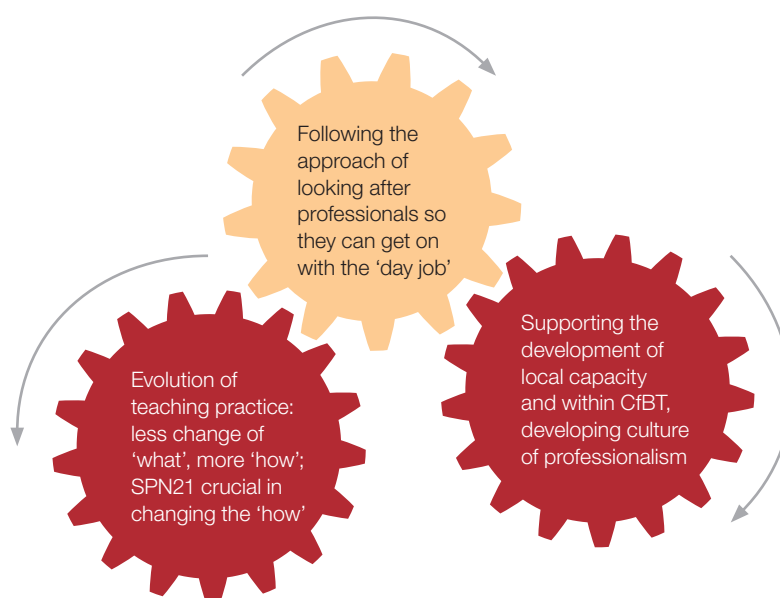 Following the
approach of
looking after
professionals so
they can get on
with the ‘day job’
Evolution of
teaching practice:
less change of
‘what’, more ‘how’;
SPN21 crucial in
changing the ‘how’
Supporting the
development of
local capacity
and within CfBT,
developing culture
of professionalism